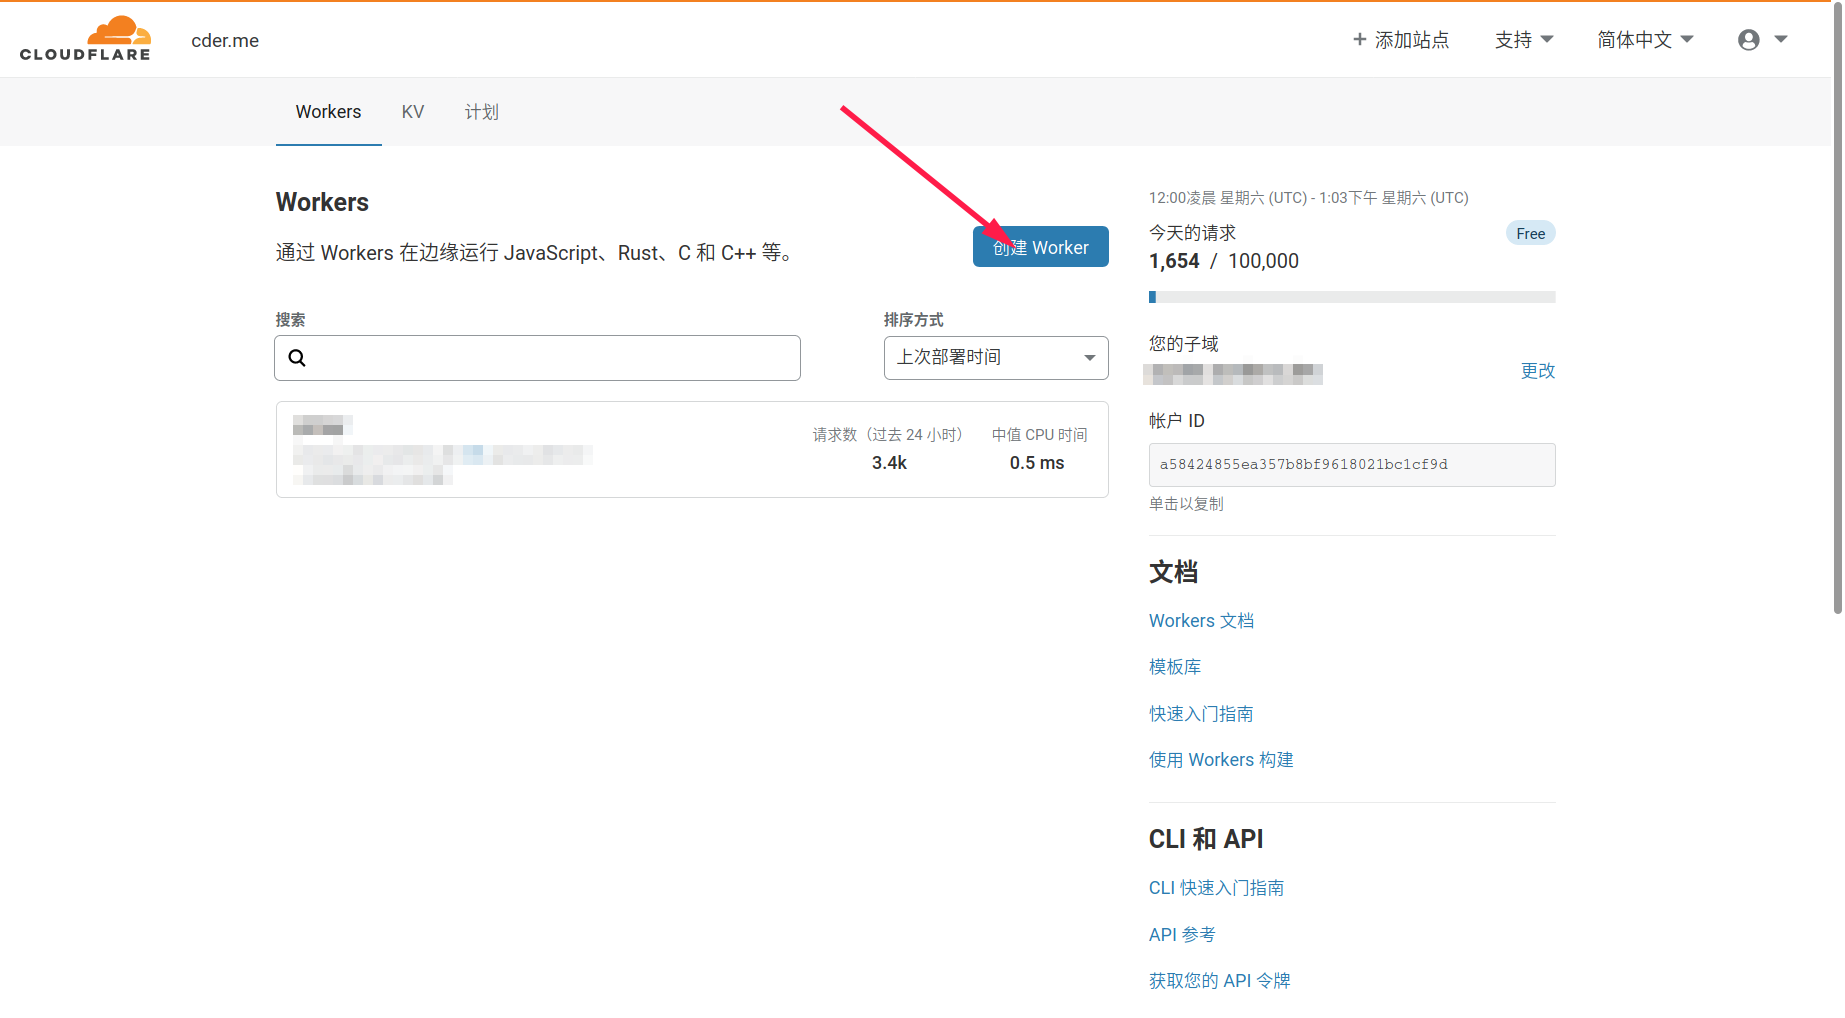 CLOUDFLARE
cder.me
+ 添加站点
支持
简体中文
Workers
KV
计划
Workers
通过 Workers 在边缘运行 JavaScript、Rust、C 和 C++ 等。
创建 Worker
搜索
排序方式
上次部署时间
请求数（过去 24 小时）
中值 CPU 时间
3.4k
0.5 ms
12:00凌晨 星期六 (UTC) - 1:03下午 星期六 (UTC)
今天的请求
Free
1,654 / 100,000
您的子域
更改
帐户 ID
a58424855ea357b8bf9618021bc1cf9d
单击以复制
文档
Workers 文档
模板库
快速入门指南
使用 Workers 构建
CLI 和 API
CLI 快速入门指南
API 参考
获取您的 API 令牌